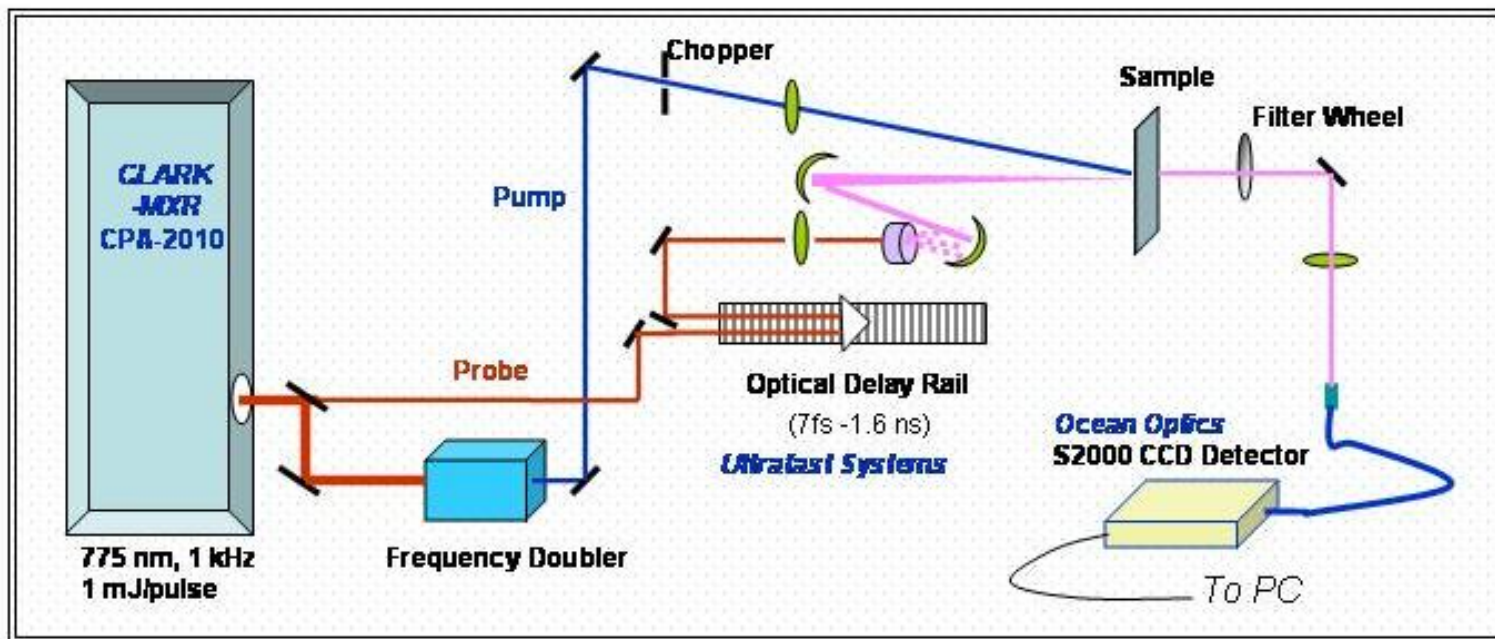 CLARK
-MXR
CPA-2010
775 nm, 1 kHz
1 mJ/pulse
Pump
Probe
Frequency Doubler
Chopper
Optical Delay Rail
(7fs -1.6 ns)
Ultrafast Systems
Sample
Filter Wheel
Ocean Optics
S2000 CCD Detector
To PC